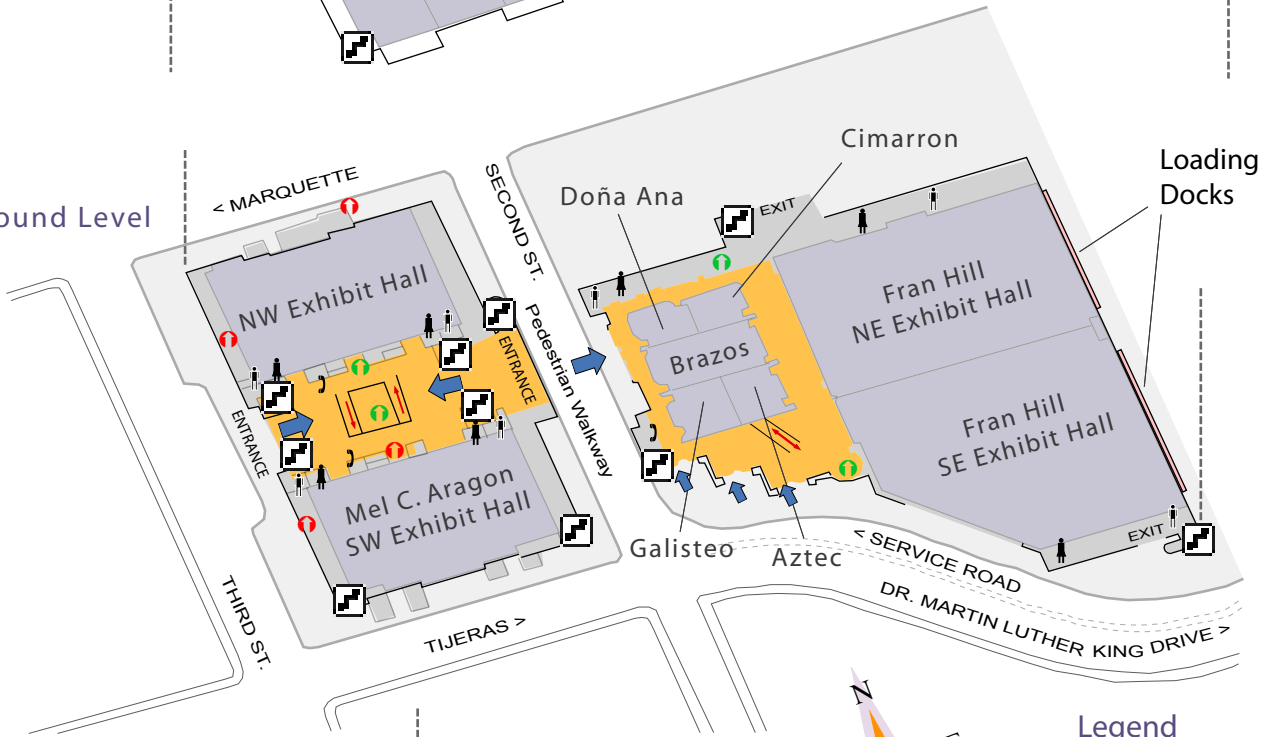 Cimarron
Loading
Docks
< MARQUETTE
SECOND ST.
Doña Ana
EXIT
ound Level
NW Exhibit Hall
Fran Hill
NE Exhibit Hall
Pedestrian Walkway
ENTRANCE
Brazos
ENTRANCE
Fran Hill
SE Exhibit Hall
Mel C. Aragon
SW Exhibit Hall
EXIT
Galisteo
Aztec
< SERVICE ROAD
THIRD ST.
TIJERAS >
DR. MARTIN LUTHER KING DRIVE >
N
Legend